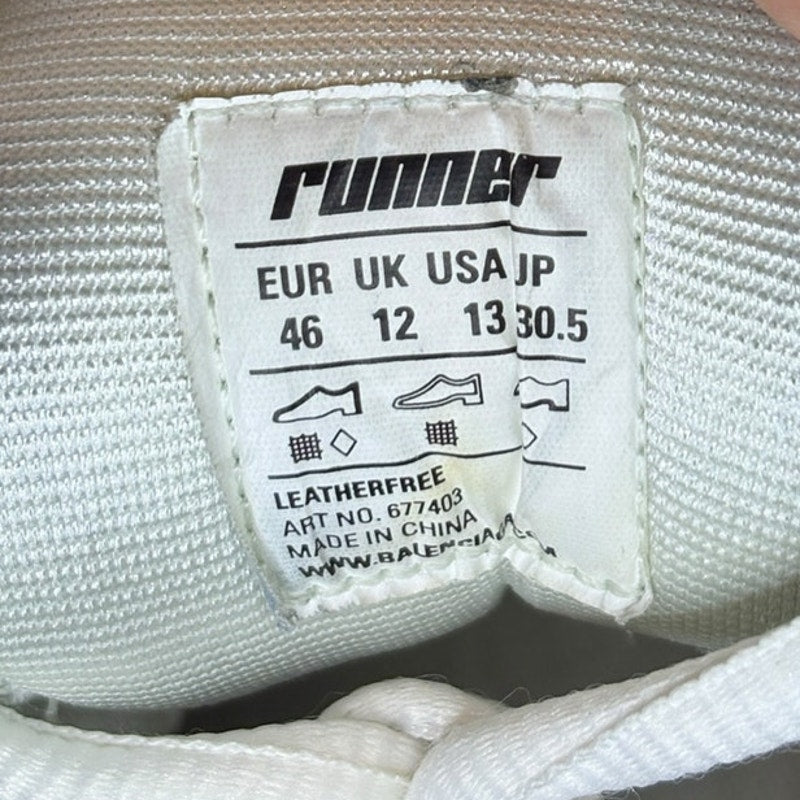 runner
EUR UK USA JP
46 12 13 30.5
LEATHERFREE
ART NO. 677403
MADE IN CHINA